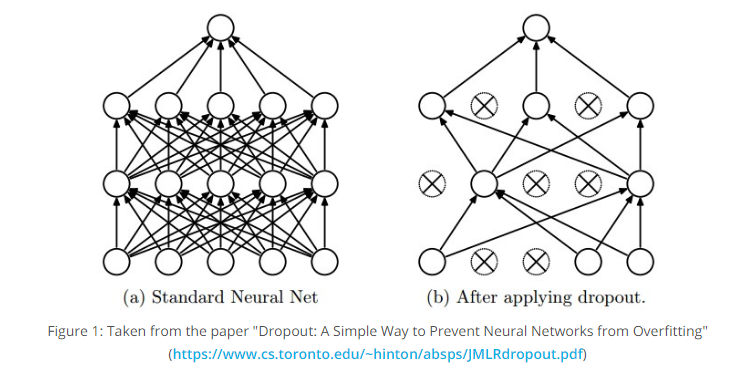 (a) Standard Neural Net
(b) After applying dropout.
Figure 1: Taken from the paper "Dropout: A Simple Way to Prevent Neural Networks from Overfitting"
(https://www.cs.toronto.edu/~hinton/absps/JMLRdropout.pdf)